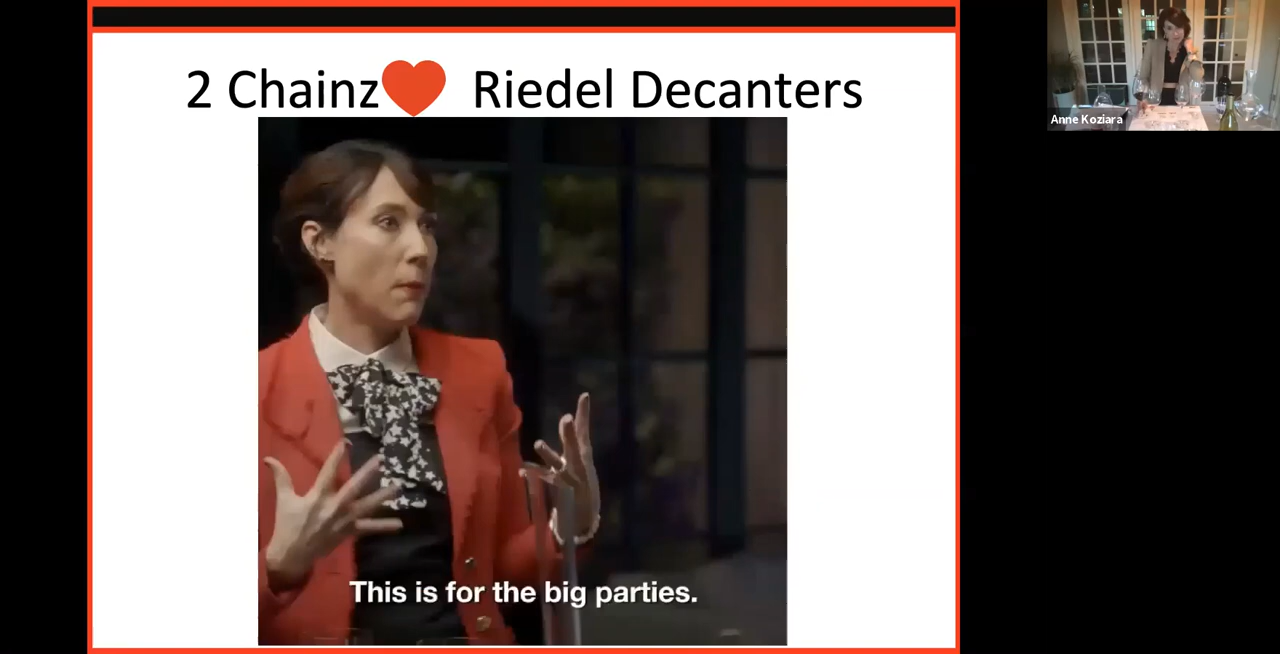 2 Chainz Riedel Decanters
This is for the big parties.
Anne Koziara